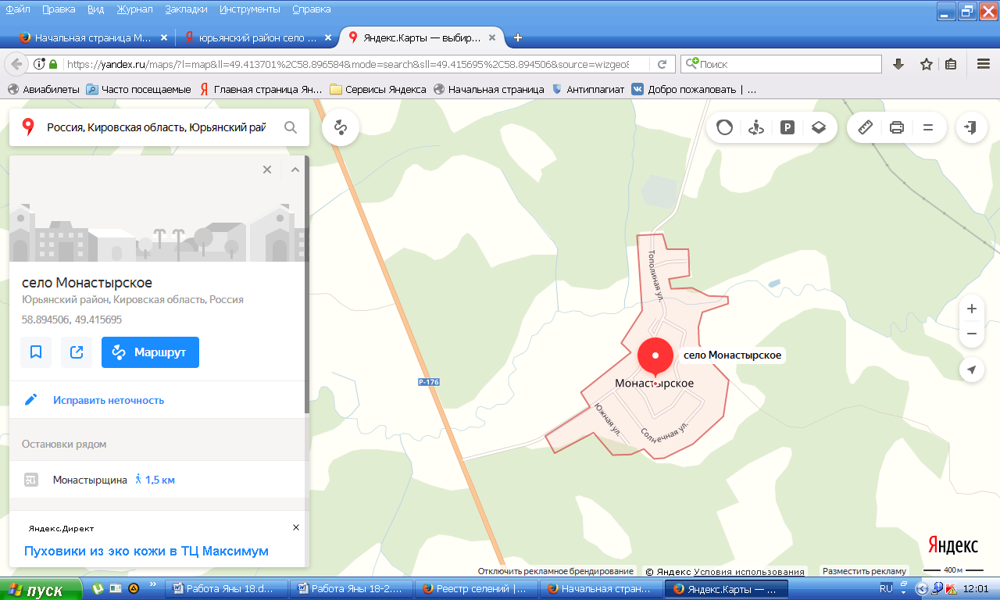 Файл Правка Вид Журнал Закладки Инструменты Справка
Начальная страница M... юрьянский район село ... Яндекс.Карты — выбир...
https://yandex.ru/maps/?l=map&ll=49.413701%2C58.896584&mode=search&sll=49.415695%2C58.894506&source=wizgeo& Поиск
Авиабилеты Часто посещаемые Главная страница Ян... Сервисы Яндекса Начальная страница Антиплагиат Добро пожаловать | ...
Россия, Кировская область, Юрьянский рай
село Монастырское
Юрьянский район, Кировская область, Россия
58.894506, 49.415695
Маршрут
Исправить неточность
Остановки рядом
Монастырщина 1,5 км
Яндекс.Директ
Пуховики из эко кожи в ТЦ Максимум
P
Тополиная ул.
село Монастырское
Монастырское
Р-176
Южная ул.
Солнечная ул.
Яндекс
Отключить рекламное брендирование © Яндекс Условия использования Разместить рекламу 400 м
пуск Работа Яны 18.d... Работа Яны 18-2.... Реестр селений |... Начальная стран... Яндекс.Карты — ... RU 12:01